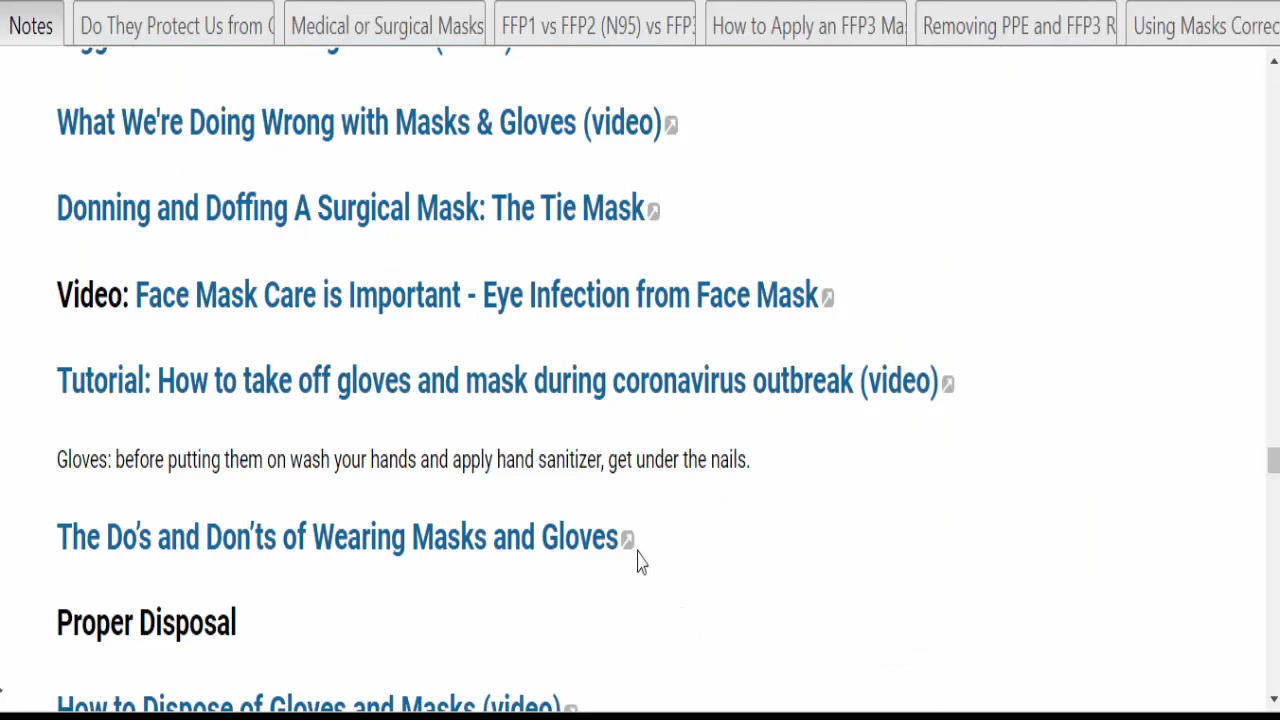 Notes
Do They Protect Us from
Medical or Surgical Masks
FFP1 vs FFP2 (N95) vs FFP3
How to Apply an FFP3
Removing PPE and FFP3
Using Masks
What We're Doing Wrong with Masks & Gloves (video)
Donning and Doffing A Surgical Mask: The Tie Mask
Video: Face Mask Care is Important - Eye Infection from Face Mask
Tutorial: How to take off gloves and mask during coronavirus outbreak (video)
Gloves: before putting them on wash your hands and apply hand sanitizer, get under the nails.
The Do's and Don'ts of Wearing Masks and Gloves
Proper Disposal
How to Dispose of Gloves and Masks (video)